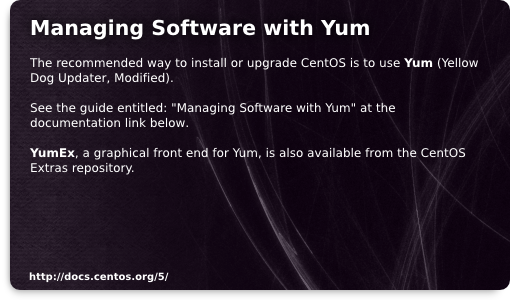 Managing Software with Yum
The recommended way to install or upgrade CentOS is to use Yum (Yellow
Dog Updater, Modified).
See the guide entitled: "Managing Software with Yum" at the
documentation link below.
YumEx, a graphical front end for Yum, is also available from the CentOS
Extras repository.
http://docs.centos.org/5/